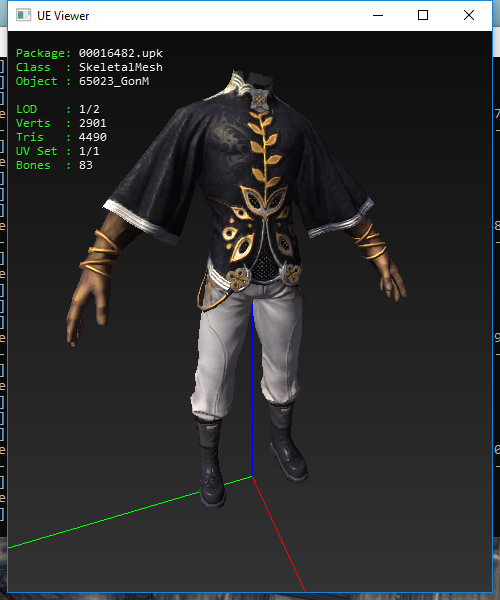 UE Viewer
Package: 00016482.upk
Class : SkeletalMesh
Object : 65023_GonM
LOD : 1/2
Verts : 2901
Tris : 4490
UV Set : 1/1
Bones : 83